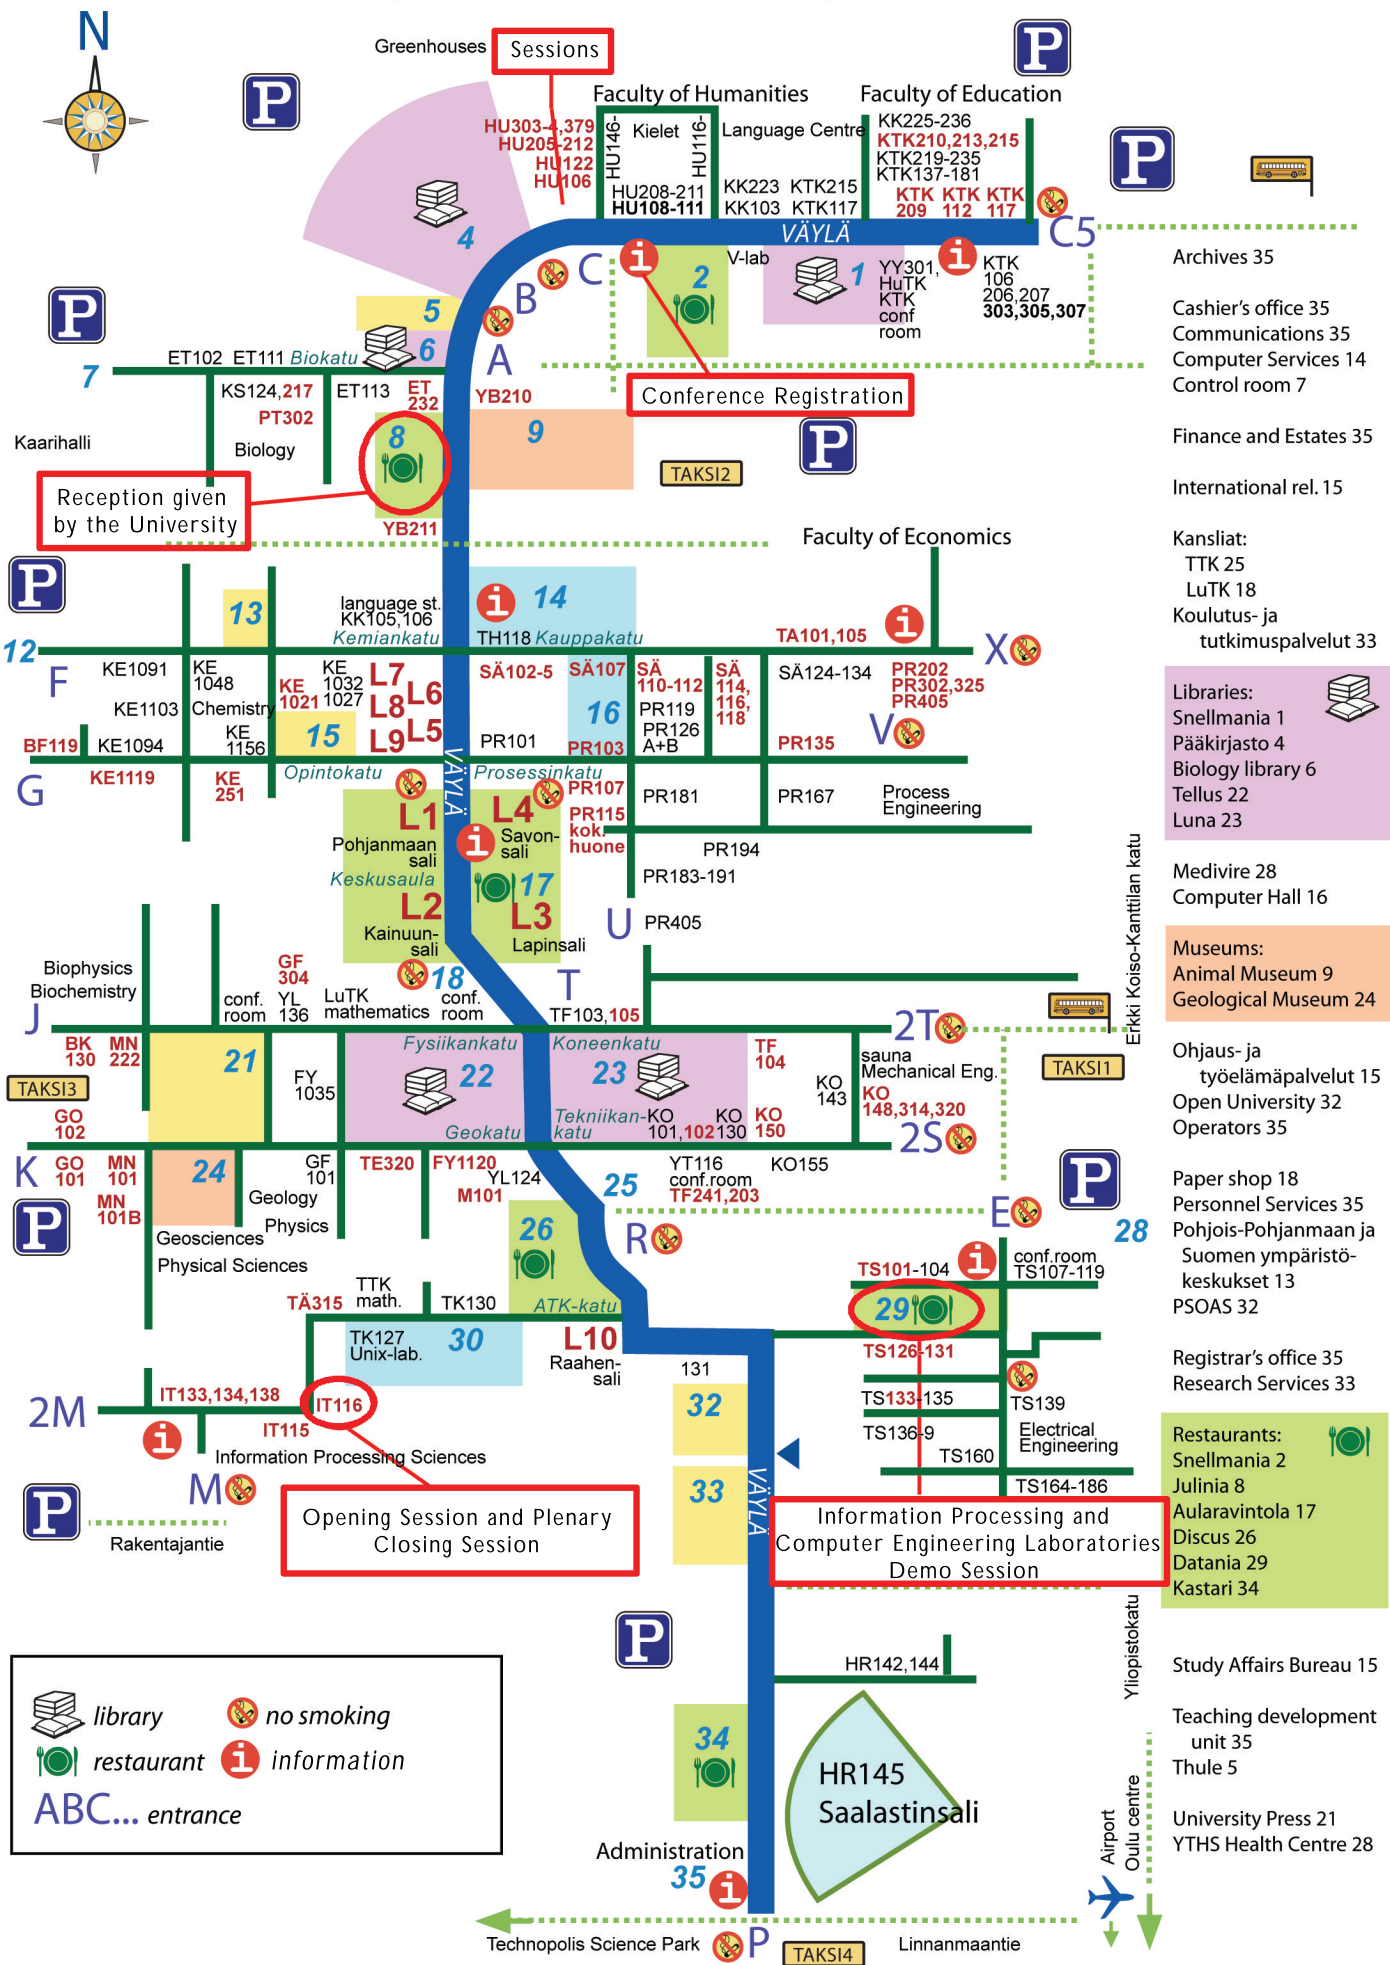 N
Greenhouses
Sessions
P
P
P
Faculty of Humanities
Faculty of Education
HU303-4,379
HU205-212
HU122
HU106
HU146-
Kielet
HU116-
Language Centre
KK225-236
KTK210,213,215
KTK219-235
KTK137-181
HU208-211
HU108-111
KK223 KTK215
KK103 KTK117
KTK KTK KTK
209 112 117
VÄYLÄ
C5
4
C
B
A
V-lab
2
1
YY301,
HuTK
KTK
conf
room
KTK
106
206,207
303,305,307
P
5
6
7
ET102 ET111 Biokatu
KS124,217
PT302
ET113
ET
232
YB210
Conference Registration
Kaarihalli
Biology
8
9
P
TAKSI2
Reception given
by the University
YB211
Faculty of Economics
P
13
language st.
KK105,106
Kemiankatu
14
TH118 Kauppakatu
TA101,105
12
X
F
KE1091
KE
1048
KE1103
Chemistry
KE
1021
KE
1032
1027
L7
L8
L9
L6
L5
SÄ102-5
SÄ107
SÄ
110-112
PR119
PR126
A+B
SÄ
114,
116,
118
SÄ124-134
PR202
PR302,325
PR405
16
V
BF119
KE1094
KE
1156
15
PR101
PR103
PR135
VÄYLÄ
G
KE1119
KE
251
Opintokatu
Prosessinkatu
PR107
PR181
PR167
Process
Engineering
L1
Pohjanmaan
sali
L4
Savon-
sali
PR115
kok.
huone
PR194
Keskusaula
17
PR183-191
L2
Kainuun-
sali
L3
Lapinsali
U
PR405
18
T
Biophysics
Biochemistry
GF
304
conf.
room
YL
136
LuTK
mathematics
conf.
room
TF103,105
J
2T
BK
130
MN
222
21
Fysiikankatu
Koneenkatu
TF
104
sauna
Mechanical Eng.
TAKSI3
FY
1035
22
23
KO
143
KO
148,314,320
TAKSI1
GO
102
Geokatu
Tekniikan-
katu
KO
101,102
KO
130
KO
150
2S
K
GO
101
MN
101
MN
101B
24
GF
101
Geology
Physics
TE320
FY1120
YL124
M101
YT116
conf.room
TF241,203
KO155
25
P
P
28
Geosciences
Physical Sciences
26
R
E
TÄ315
TTK
math.
TK130
ATK-katu
TS101-104
conf.room
TS107-119
29
TK127
Unix-lab.
30
L10
Raahen-
sali
131
TS126-131
2M
IT133,134,138
IT116
IT115
32
TS133-135
TS136-9
TS139
Electrical
Engineering
TS160
TS164-186
Information Processing Sciences
M
P
33
VÄYLÄ
Rakentajantie
Opening Session and Plenary
Closing Session
Information Processing and
Computer Engineering Laboratories
Demo Session
P
HR142,144
34
HR145
Saalastinsali
Administration
35
library
no smoking
restaurant
information
ABC... entrance
Technopolis Science Park
P
TAKSI4
Linnanmaantie
Erkki Koiso-Kanttilan katu
Yliopistokatu
Airport
Oulu centre
Archives 35
Cashier's office 35
Communications 35
Computer Services 14
Control room 7
Finance and Estates 35
International rel. 15
Kansliat:
TTK 25
LuTK 18
Koulutus- ja
tutkimuspalvelut 33
Libraries:
Snellmania 1
Pääkirjasto 4
Biology library 6
Tellus 22
Luna 23
Medivire 28
Computer Hall 16
Museums:
Animal Museum 9
Geological Museum 24
Ohjaus- ja
työelämäpalvelut 15
Open University 32
Operators 35
Paper shop 18
Personnel Services 35
Pohjois-Pohjanmaan ja
Suomen ympäristö-
keskukset 13
PSOAS 32
Registrar's office 35
Research Services 33
Restaurants:
Snellmania 2
Julinia 8
Aularavintola 17
Discus 26
Datania 29
Kastari 34
Study Affairs Bureau 15
Teaching development
unit 35
Thule 5
University Press 21
YTHS Health Centre 28